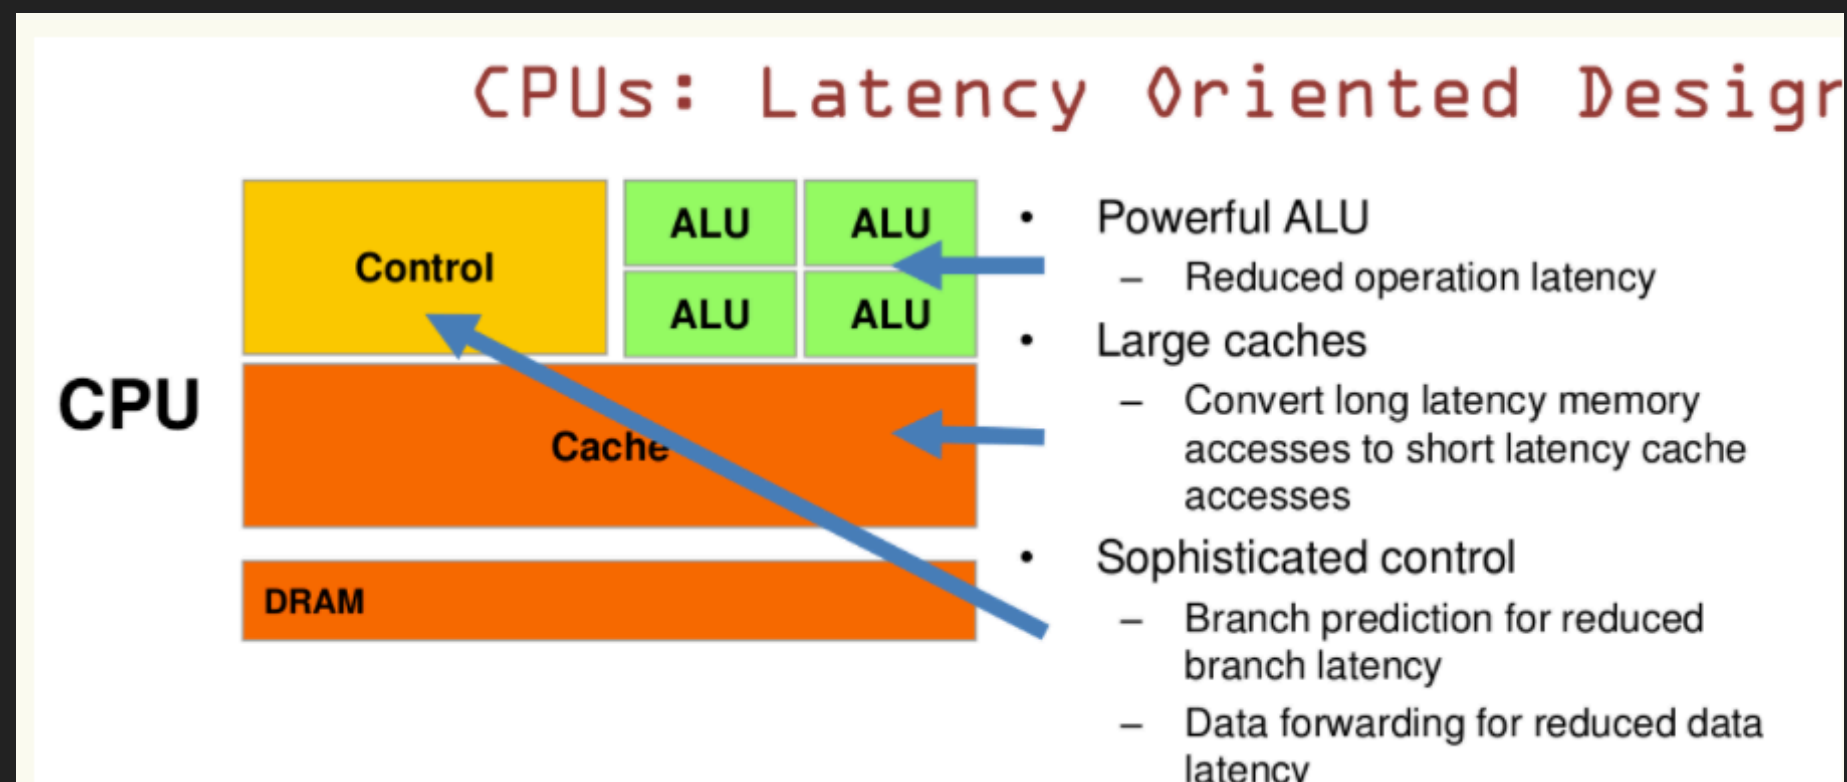 CPUs: Latency Oriented Design
Control
ALU
ALU
ALU
ALU
Cache
DRAM
CPU
• Powerful ALU
– Reduced operation latency
• Large caches
– Convert long latency memory
accesses to short latency cache
accesses
• Sophisticated control
– Branch prediction for reduced
branch latency
– Data forwarding for reduced data
latency